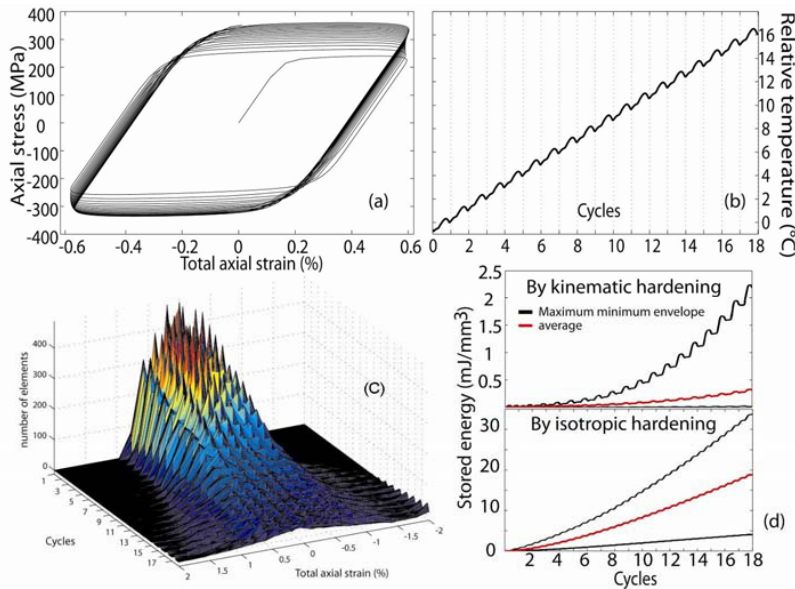 400
300
200
100
0
-100
-200
-300
-400
Axial stress (MPa)
(a)
-0.6 -0.4 -0.2 0 0.2 0.4 0.6
Total axial strain (%)
16
14
12
10
8
6
4
2
0
Relative temperature (°C)
(b)
Cycles
0 2 4 6 8 10 12 14 16 18
400
300
200
100
0
number of elements
(C)
1
3
5
7
9
11
13
15
17
Cycles
2 1.5 1 0.5 0 -0.5 -1 -1.5 -2
Total axial strain (%)
2.5
2
1.5
1
0.5
By kinematic hardening
Maximum minimum envelope
average
Stored energy (mJ/mm3)
30
20
10
0
By isotropic hardening
(d)
2 4 6 8 10 12 14 16 18
Cycles